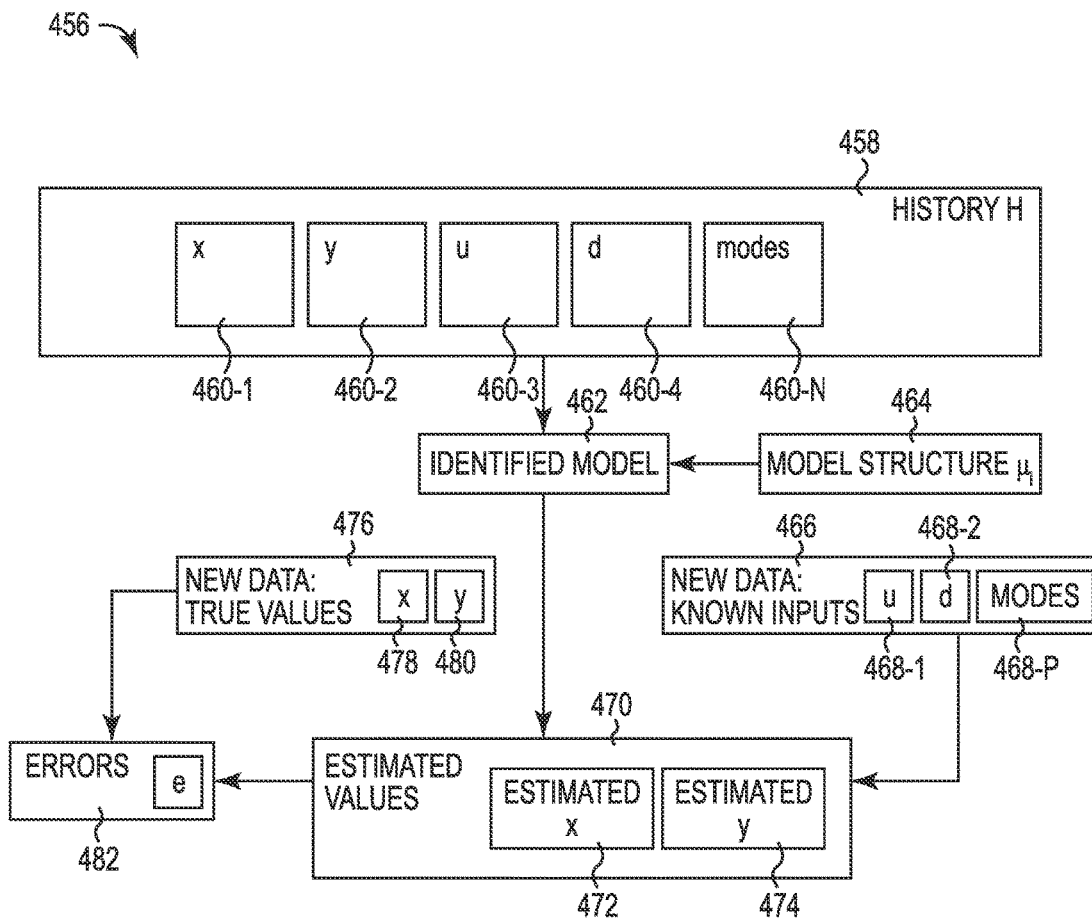 456
458
HISTORY H
x
y
u
d
modes
460-1
460-2
460-3
460-4
460-N
462
464
IDENTIFIED MODEL
MODEL STRUCTURE μi
476
466
468-2
NEW DATA:
TRUE VALUES
x
y
NEW DATA:
KNOWN INPUTS
u
d
MODES
478
480
468-1
468-P
470
ERRORS
e
ESTIMATED
VALUES
ESTIMATED
x
ESTIMATED
y
482
472
474